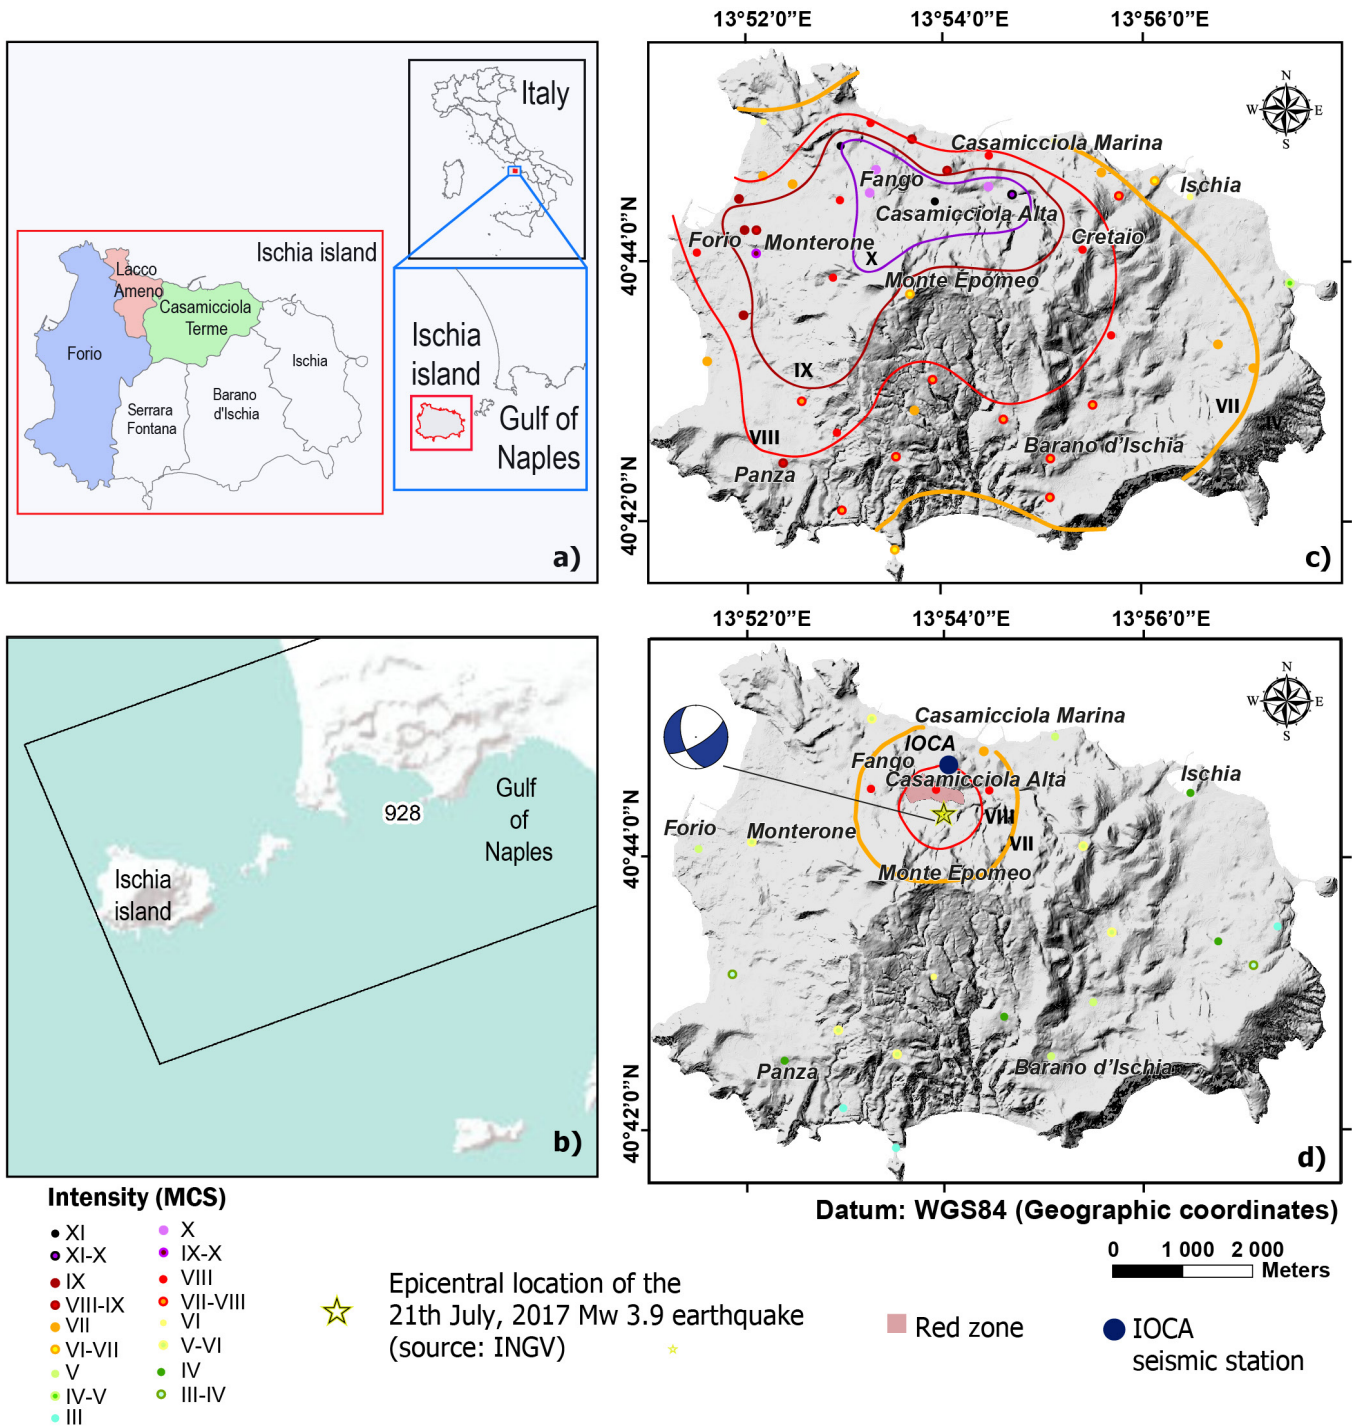 Italy
Ischia island
Lacco
Ameno
Casamicciola
Terme
Forio
Ischia
Barano
d'Ischia
Serrara
Fontana
Ischia
island
Gulf of
Naples
a)
13°52’0”E
13°54’0”E
13°56’0”E
40°44’0”N
40°42’0”N
N
W
E
S
Casamicciola Marina
Ischia
Fango
Casamicciola Alta
Forio
Monterone
Cretaio
X
Monte Epomeo
IX
VII
VIII
IV
Barano d’Ischia
Panza
c)
928
Gulf
of
Naples
Ischia
island
b)
13°52’0”E
13°54’0”E
13°56’0”E
40°44’0”N
40°42’0”N
N
W
E
S
Casamicciola Marina
IOCA
Fango
Casamicciola Alta
Ischia
VIII
Forio
Monterone
VII
Monte Epomeo
Panza
Barano d’Ischia
d)
Datum: WGS84 (Geographic coordinates)
0 1 000 2 000
Meters
Intensity (MCS)
XI
X
XI-X
IX-X
IX
VIII
VIII-IX
VII-VIII
VII
VI
VI-VII
V-VI
V
IV
IV-V
III-IV
III
Epicentral location of the
21th July, 2017 Mw 3.9 earthquake
(source: INGV)
Red zone
IOCA
seismic station